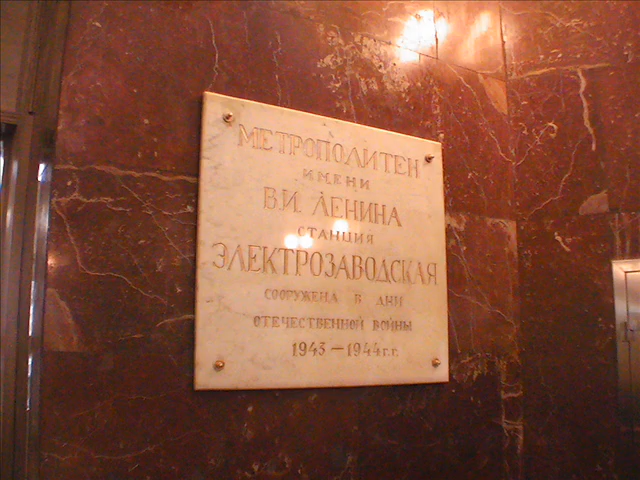 МЕТРОПОЛИТЕН
ИМЕНИ
В.И. ЛЕНИНА
СТАНЦИЯ
ЭЛЕКТРОЗАВОДСКАЯ
СООРУЖЕНА В ДНИ
ОТЕЧЕСТВЕННОЙ ВОЙНЫ
1943 — 1944 г.г.